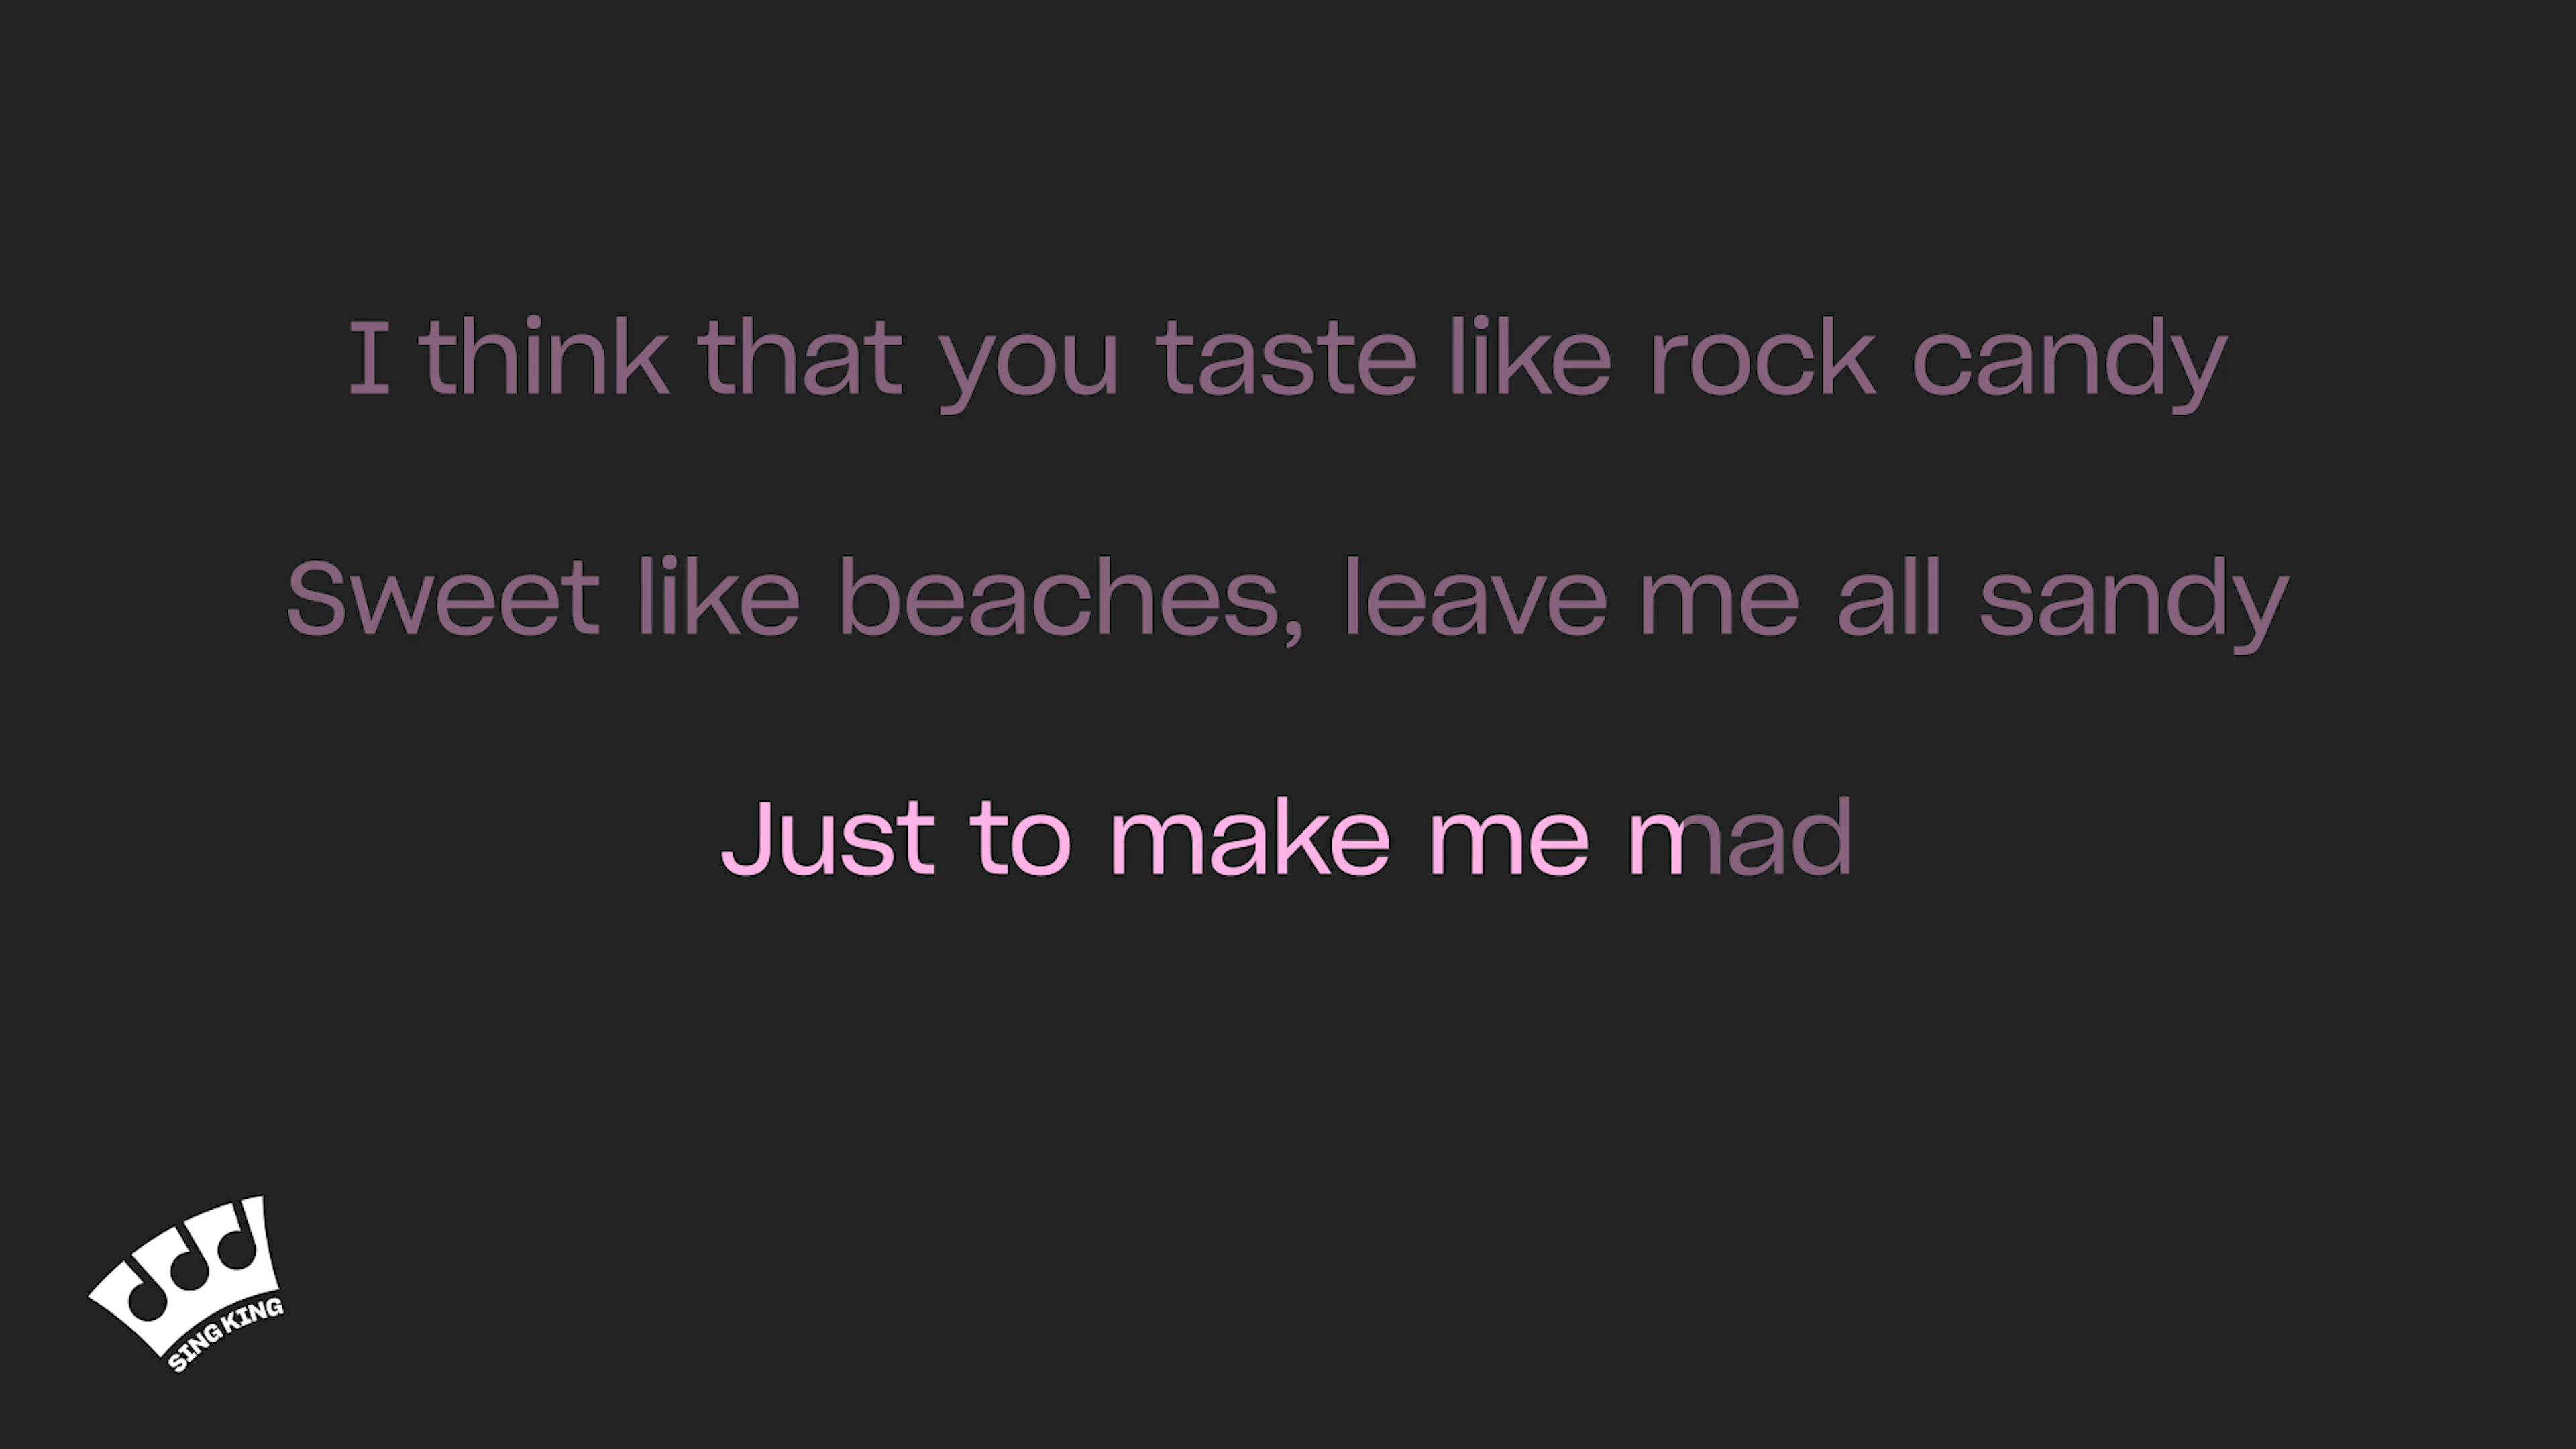 I think that you taste like rock candy
Sweet like beaches, leave me all sandy
Just to make me mad
SING KING